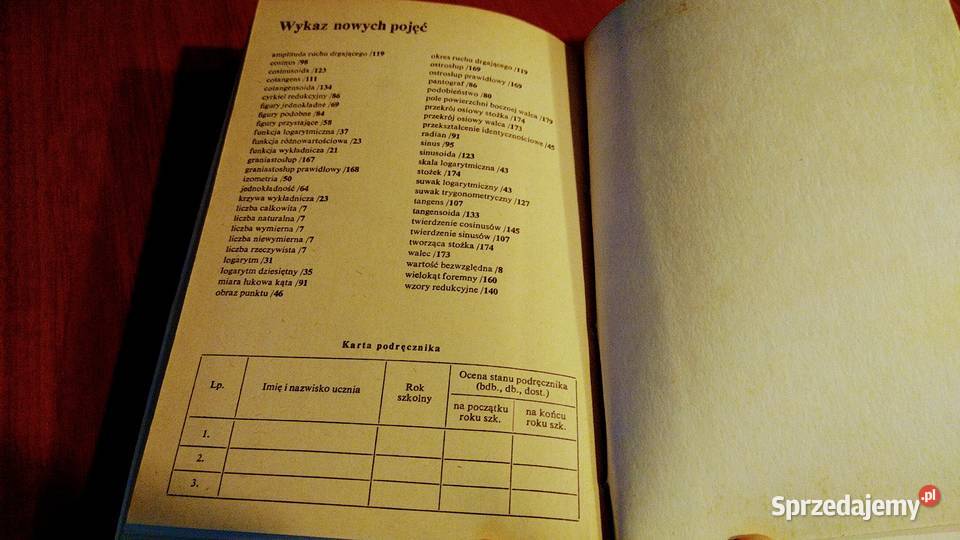 Wykaz nowych pojęć
amplituda ruchu drgającego /119
cosinus /98
cosinusoida /123
cotangens /111
cotangensoida /134
cyrkiel redukcyjny /86
figury jednokładne /69
figury podobne /84
figury przystające /58
funkcja logarytmiczna /37
funkcja różnowartościowa /23
funkcja wykładnicza /21
graniastosłup /167
graniastosłup prawidłowy /168
izometria /50
jednokładność /64
krzywa wykładnicza /23
liczba całkowita /7
liczba naturalna /7
liczba wymierna /7
liczba niewymierna /7
liczba rzeczywista /7
logarytm /31
logarytm dziesiętny /35
miara łukowa kąta /91
obraz punktu /46
okres ruchu drgającego /119
ostrosłup /169
ostrosłup prawidłowy /169
pantograf /86
podobieństwo /80
pole powierzchni bocznej walca /179
przekrój osiowy stożka /174
przekrój osiowy walca /173
przekształcenie identycznościowe /45
radian /91
sinus /95
sinusoida /123
skala logarytmiczna /43
stożek /174
suwak logarytmiczny /43
suwak trygonometryczny /127
tangens /107
tangensoida /133
twierdzenie cosinusów /145
twierdzenie sinusów /107
tworząca stożka /174
walec /173
wartość bezwzględna /8
wielokąt foremny /160
wzory redukcyjne /140
Karta podręcznika
Lp.
Imię i nazwisko ucznia
Rok
szkolny
Ocena stanu podręcznika
(bdb., db., dost.)
na początku
roku szk.
na końcu
roku szk.
1.
2.
3.
Sprzedajemy.pl